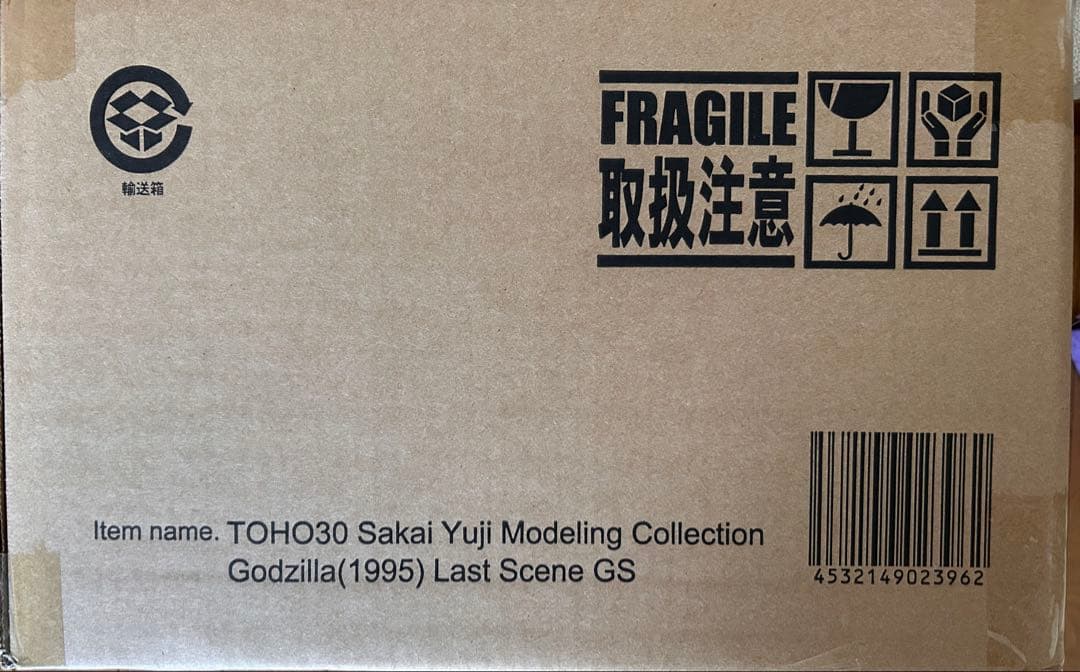 輸送箱
FRAGILE
取扱注意
Item name. TOHO30 Sakai Yuji Modeling Collection
Godzilla(1995) Last Scene GS
4532149023962